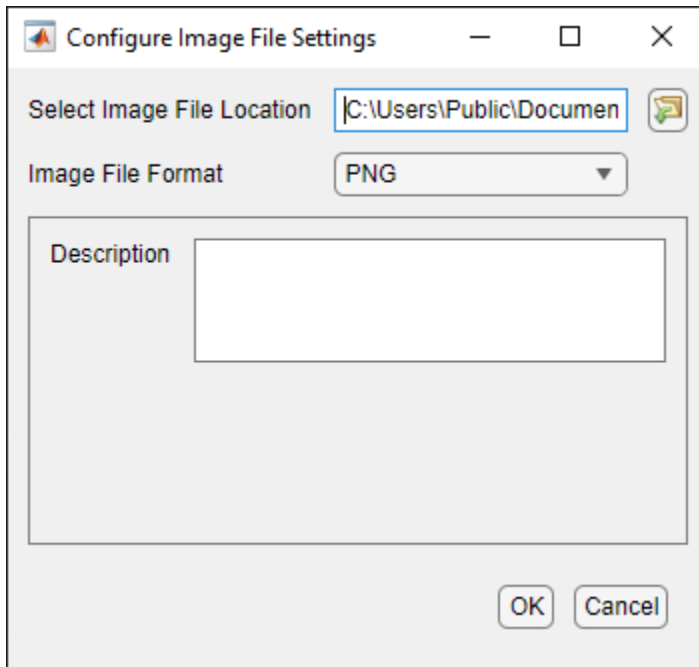 Configure Image File Settings
Select Image File Location C:\Users\Public\Documen
Image File Format PNG
Description
OK Cancel